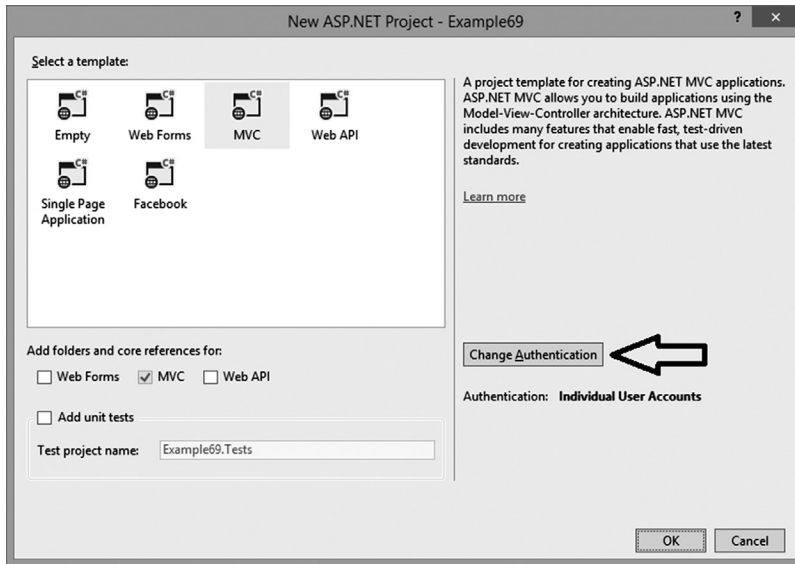 New ASP.NET Project - Example69
? ×
Select a template:
C# C# C# C#
Empty Web Forms MVC Web API
C# C#
Single Page Facebook
Application
A project template for creating ASP.NET MVC applications.
ASP.NET MVC allows you to build applications using the
Model-View-Controller architecture. ASP.NET MVC
includes many features that enable fast, test-driven
development for creating applications that use the latest
standards.
Learn more
Change Authentication
Authentication: Individual User Accounts
Add folders and core references for:
Web Forms MVC Web API
Add unit tests
Test project name: Example69.Tests
OK Cancel